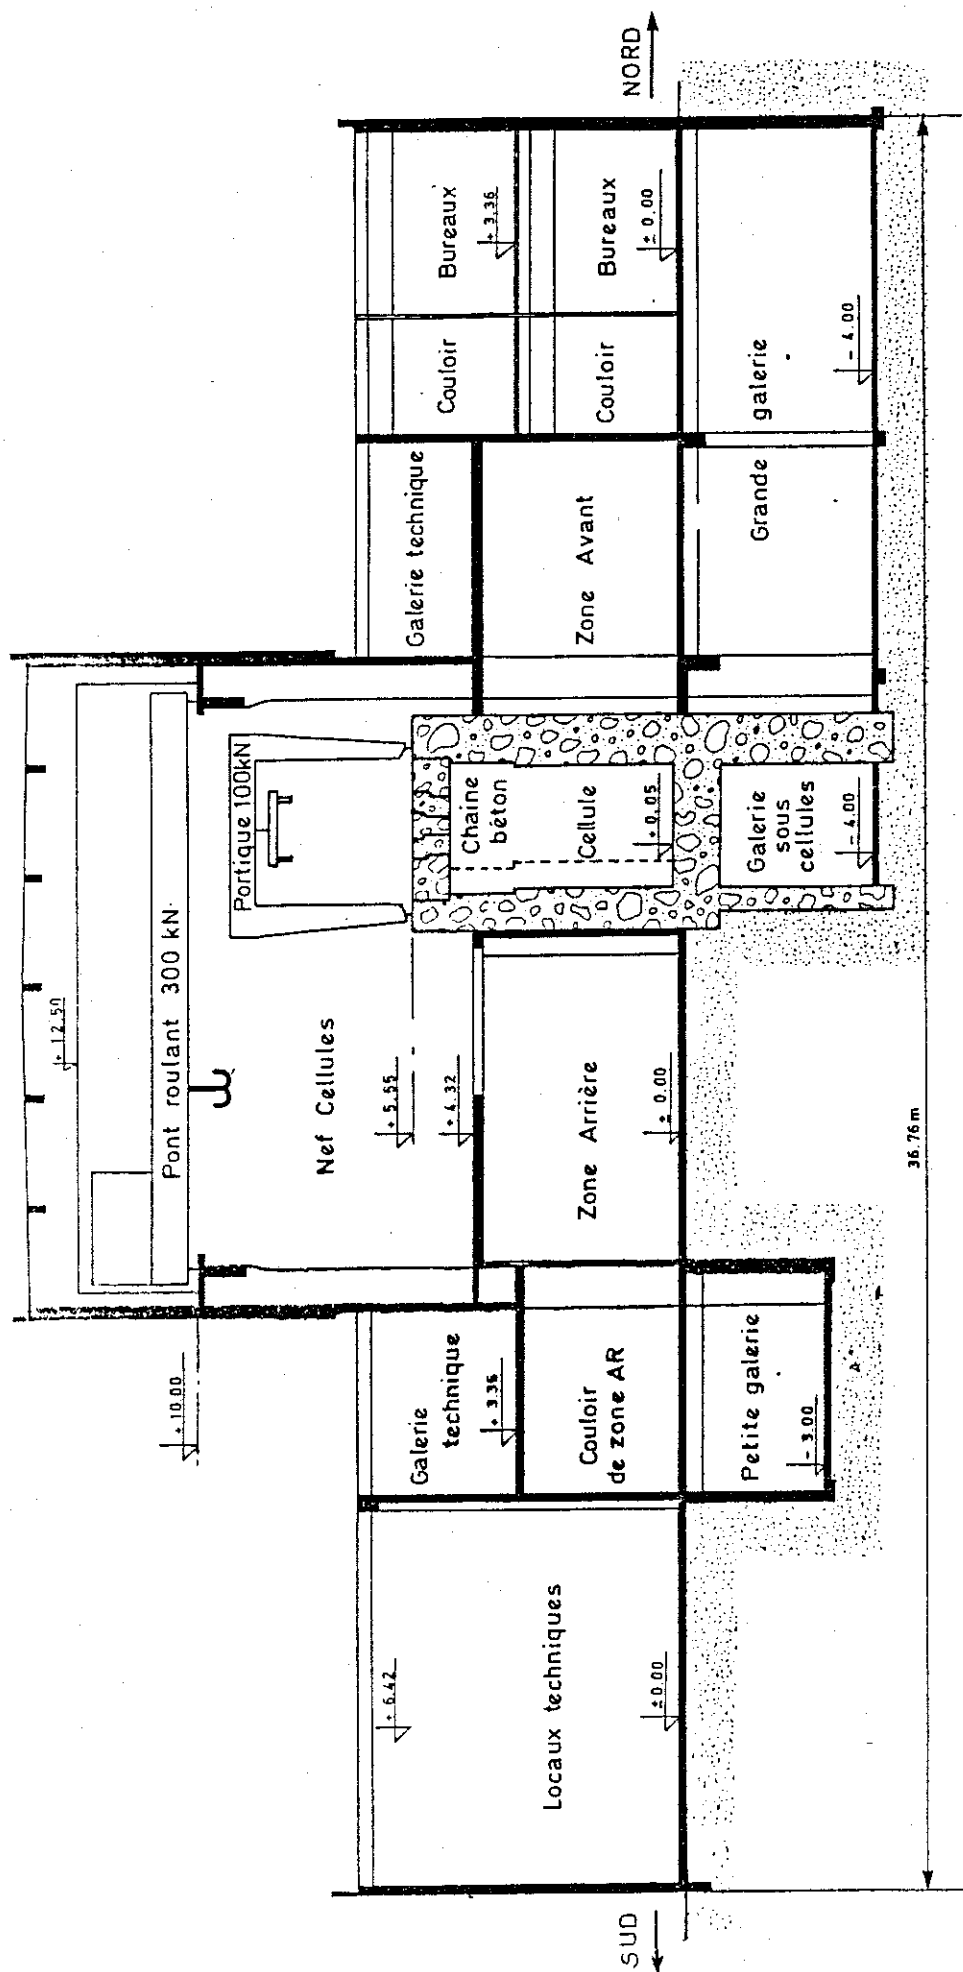 + 12.50
Pont roulant 300 kN
+ 10.00
Portique 100kN
Nef Cellules
+ 5.55
+ 4.32
+ 6.42
Galerie
technique
+ 3.36
Galerie technique
Couloir
Bureaux
+ 3.36
Chaine
béton
Cellule
+ 0.05
Locaux techniques
± 0.00
Couloir
de zone AR
Zone Arrière
± 0.00
Zone Avant
Couloir
Bureaux
± 0.00
SUD
NORD
Petite galerie
- 3.00
Galerie
sous
cellules
- 4.00
Grande galerie
- 4.00
36.76 m